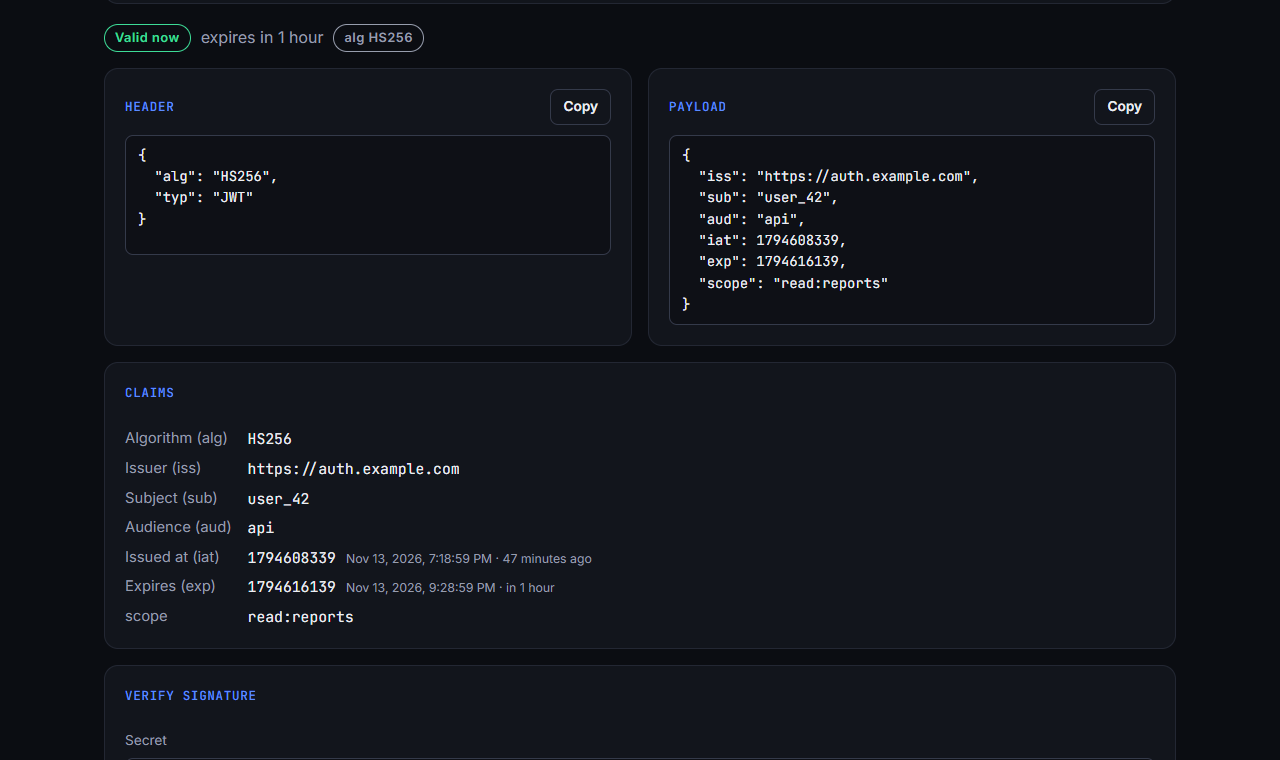 Valid now expires in 1 hour alg HS256
HEADER
Copy
{
  "alg": "HS256",
  "typ": "JWT"
}
PAYLOAD
Copy
{
  "iss": "https://auth.example.com",
  "sub": "user_42",
  "aud": "api",
  "iat": 1794608339,
  "exp": 1794616139,
  "scope": "read:reports"
}
CLAIMS
Algorithm (alg) HS256
Issuer (iss) https://auth.example.com
Subject (sub) user_42
Audience (aud) api
Issued at (iat) 1794608339 Nov 13, 2026, 7:18:59 PM · 47 minutes ago
Expires (exp) 1794616139 Nov 13, 2026, 9:28:59 PM · in 1 hour
scope read:reports
VERIFY SIGNATURE
Secret